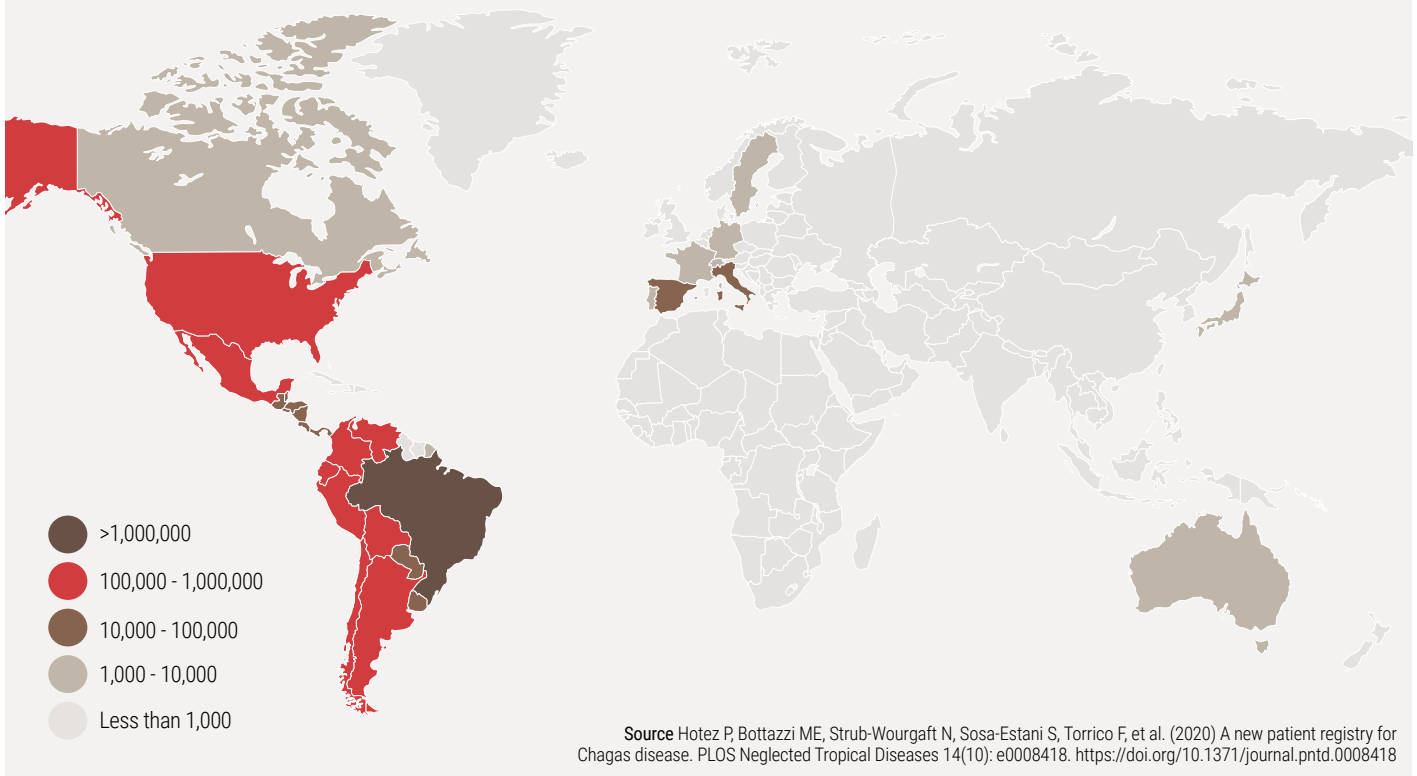 >1,000,000
100,000 - 1,000,000
10,000 - 100,000
1,000 - 10,000
Less than 1,000
Source Hotez P, Bottazzi ME, Strub-Wourgaft N, Sosa-Estani S, Torrico F, et al. (2020) A new patient registry for
Chagas disease. PLOS Neglected Tropical Diseases 14(10): e0008418. https://doi.org/10.1371/journal.pntd.0008418